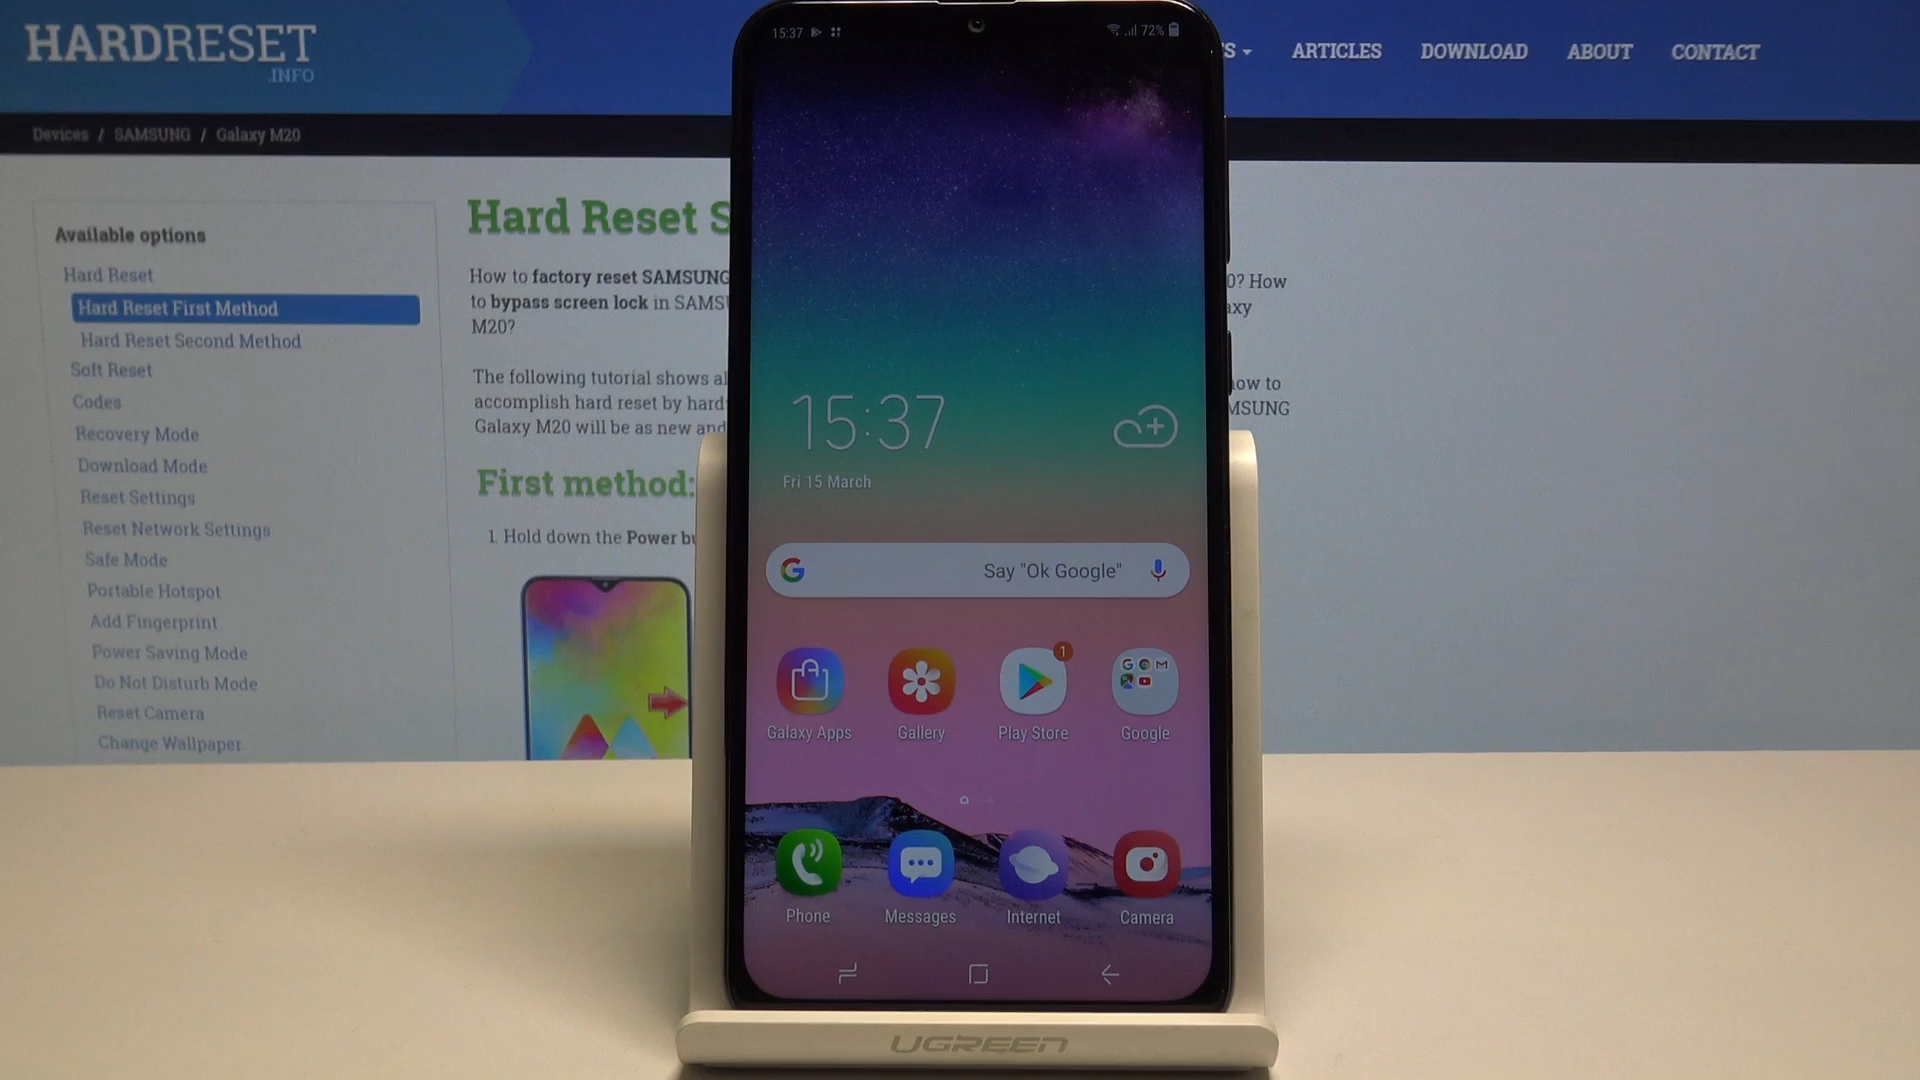 HARDRESET
.INFO
ARTICLES
DOWNLOAD
ABOUT
CONTACT
Devices / SAMSUNG / Galaxy M20
Available options
Hard Reset
Hard Reset First Method
Hard Reset Second Method
Soft Reset
Codes
Recovery Mode
Download Mode
Reset Settings
Reset Network Settings
Safe Mode
Portable Hotspot
Add Fingerprint
Power Saving Mode
Do Not Disturb Mode
Reset Camera
Change Wallpaper
Hard Reset S
How to factory reset SAMSUNG
0? How
to bypass screen lock in SAMSU
axy
M20?
The following tutorial shows al
how to
accomplish hard reset by hard
MSUNG
Galaxy M20 will be as new and
First method:
1. Hold down the Power bu
15:37
72%
15:37
Fri 15 March
Say "Ok Google"
1
Galaxy Apps
Gallery
Play Store
Google
Phone
Messages
Internet
Camera
UGREEN